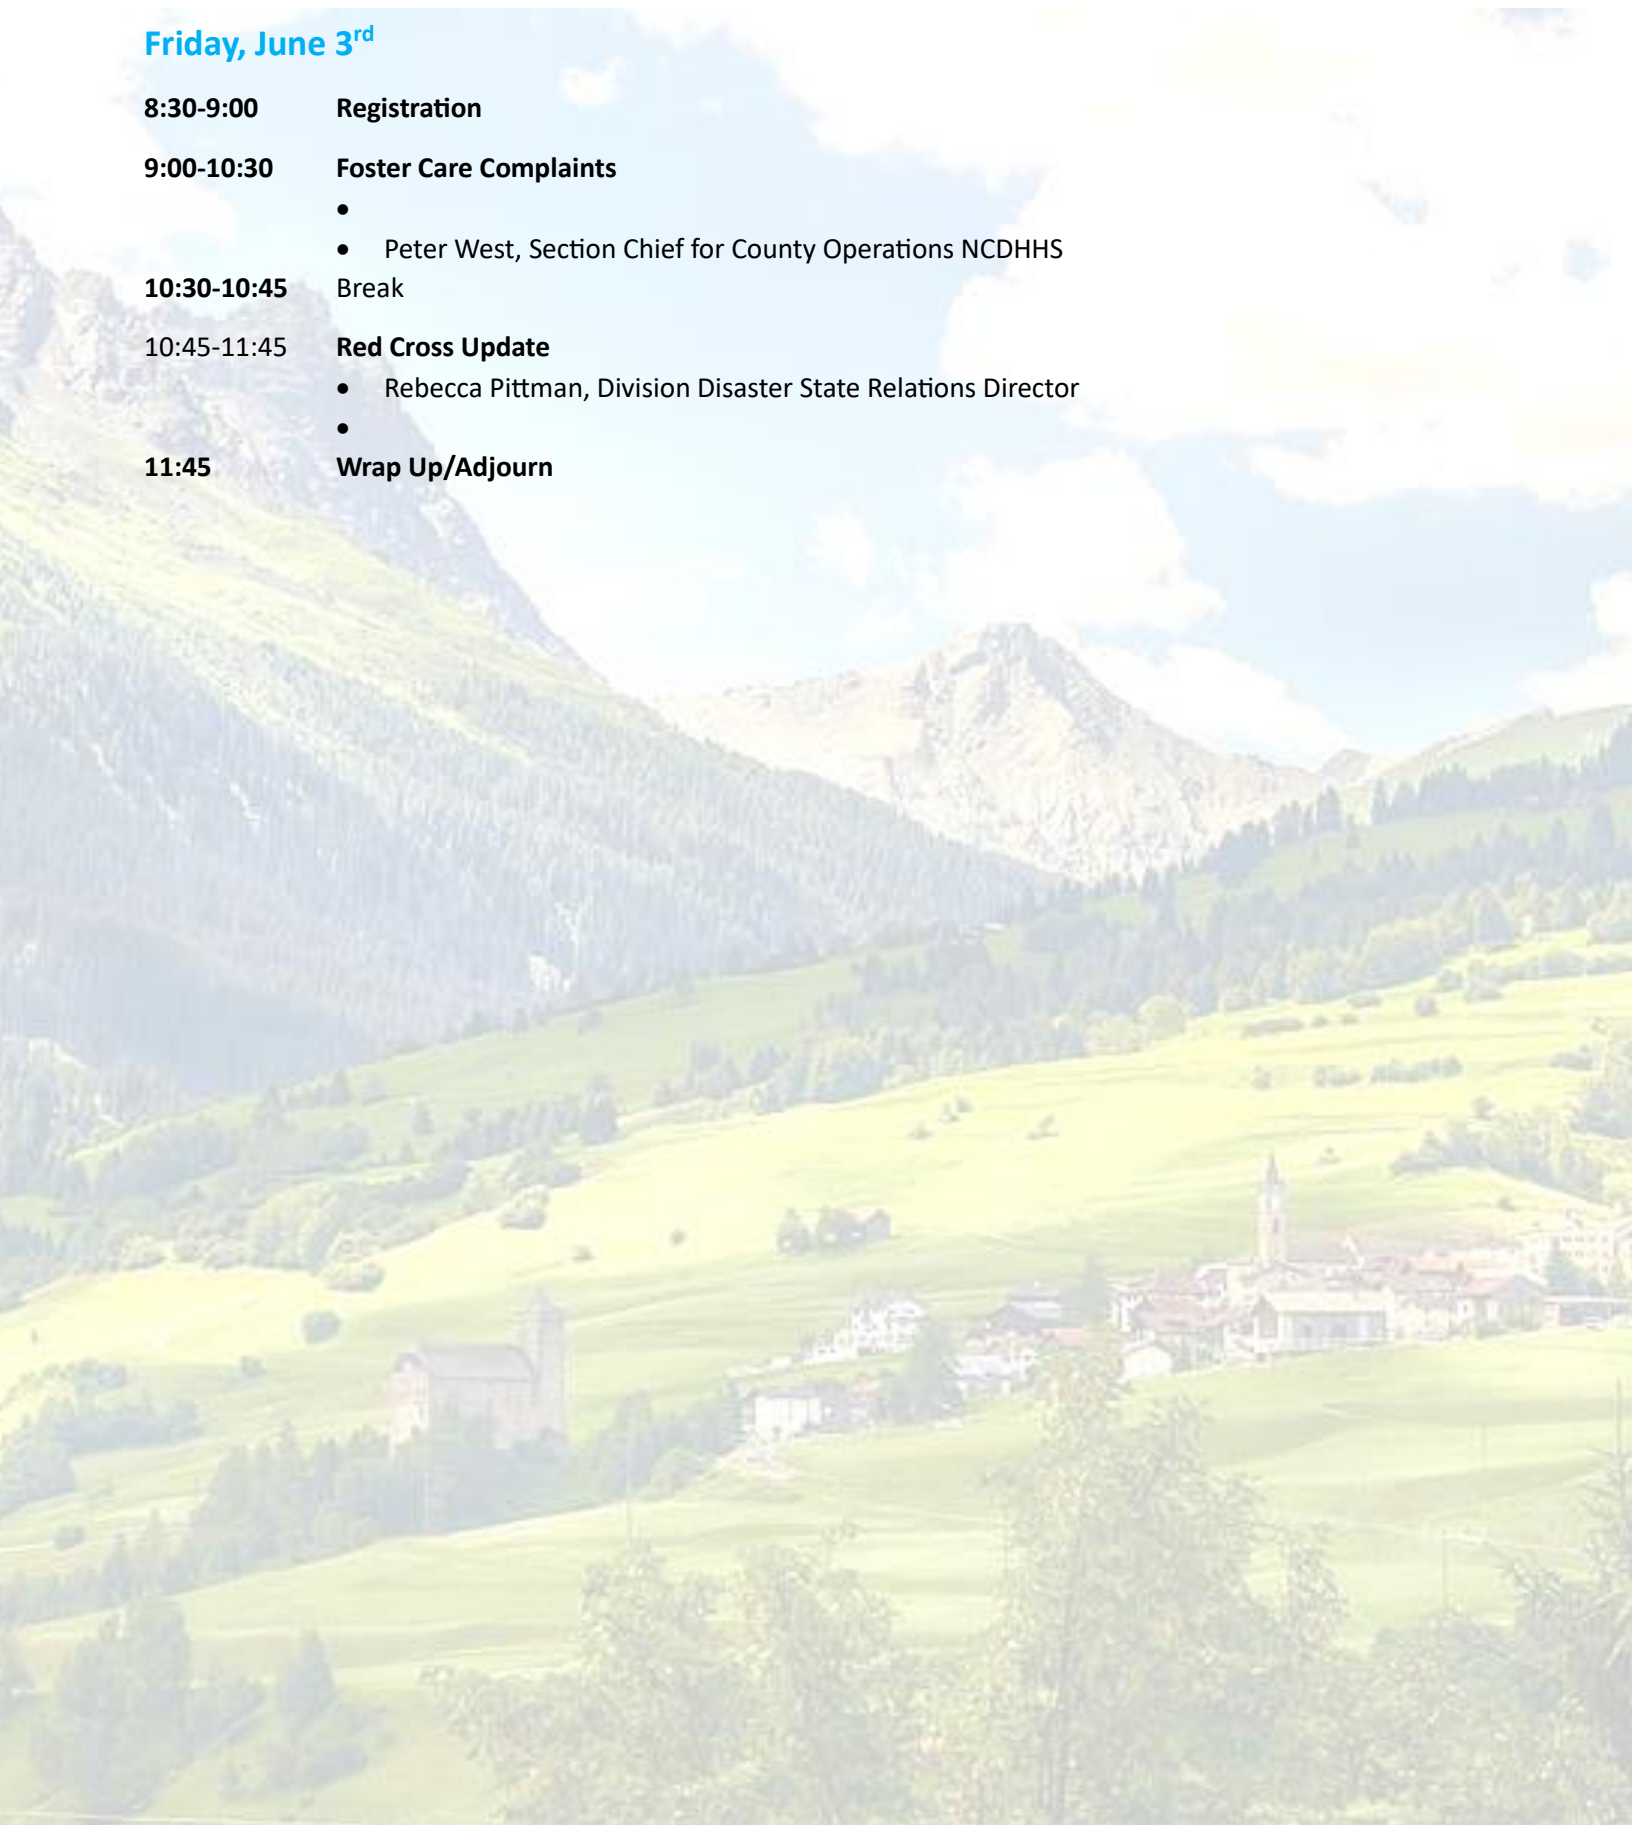 Friday, June 3rd
8:30-9:00 Registration
9:00-10:30 Foster Care Complaints
•
• Peter West, Section Chief for County Operations NCDHHS
10:30-10:45 Break
10:45-11:45 Red Cross Update
• Rebecca Pittman, Division Disaster State Relations Director
•
11:45 Wrap Up/Adjourn